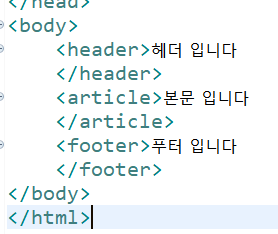 </head>
<body>
<header>헤더 입니다
</header>
<article>본문 입니다
</article>
<footer>푸터 입니다
</footer>
</body>
</html>